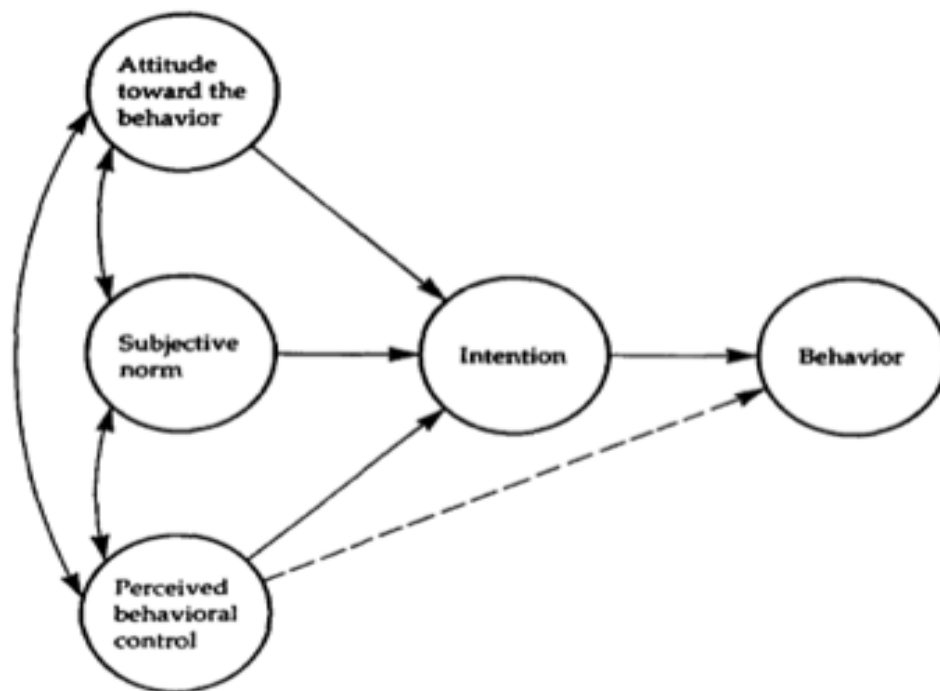 Attitude
toward the
behavior
Subjective
norm
Intention
Behavior
Perceived
behavioral
control